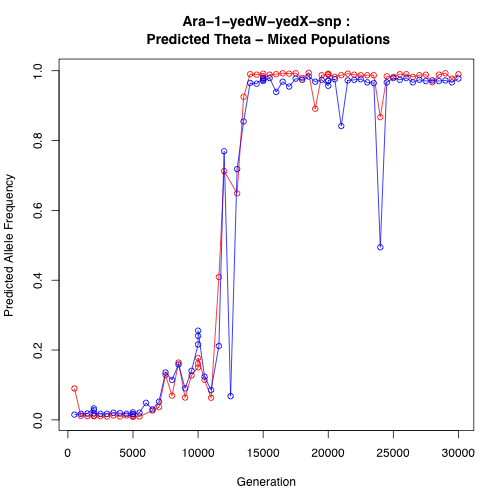 Ara−1−yedW−yedX−snp :
Predicted Theta − Mixed Populations
Predicted Allele Frequency
1.0
0.8
0.6
0.4
0.2
0.0
0 5000 10000 15000 20000 25000 30000
Generation